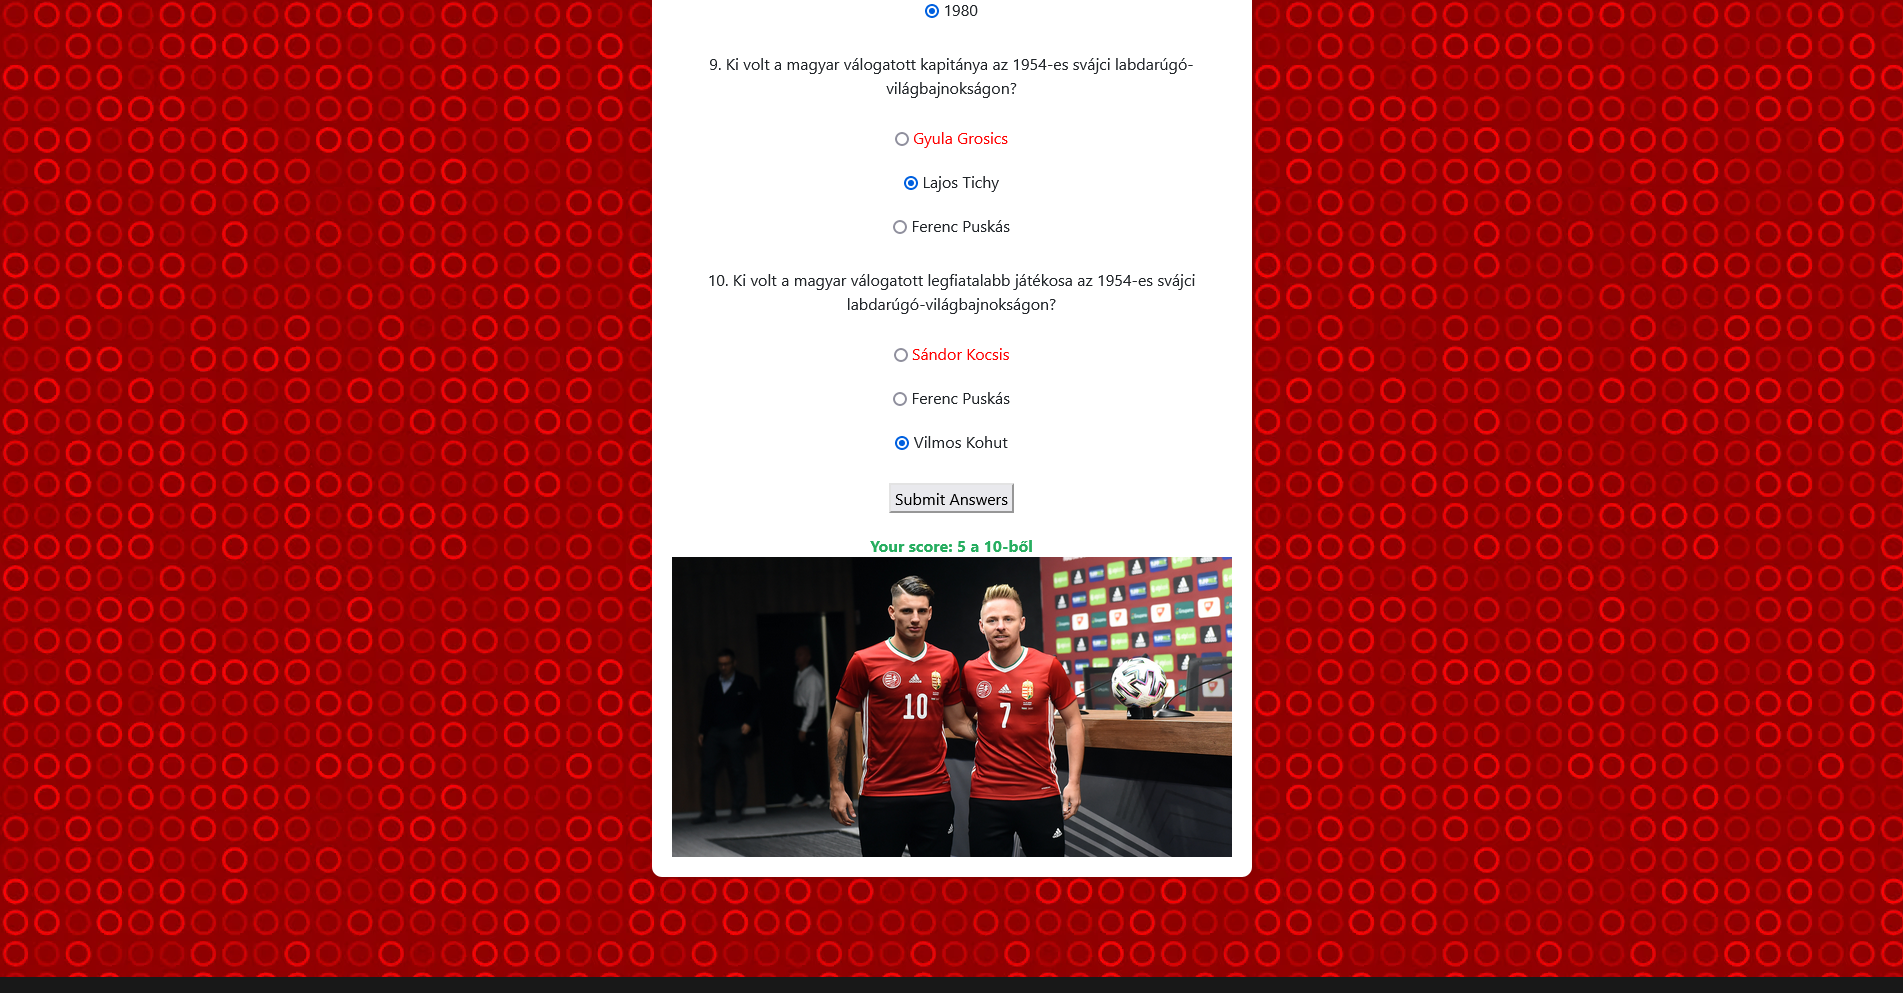 1980
9. Ki volt a magyar válogatott kapitánya az 1954-es svájci labdarúgó-
világbajnokságon?
Gyula Grosics
Lajos Tichy
Ferenc Puskás
10. Ki volt a magyar válogatott legfiatalabb játékosa az 1954-es svájci
labdarúgó-világbajnokságon?
Sándor Kocsis
Ferenc Puskás
Vilmos Kohut
Submit Answers
Your score: 5 a 10-ből
10
7